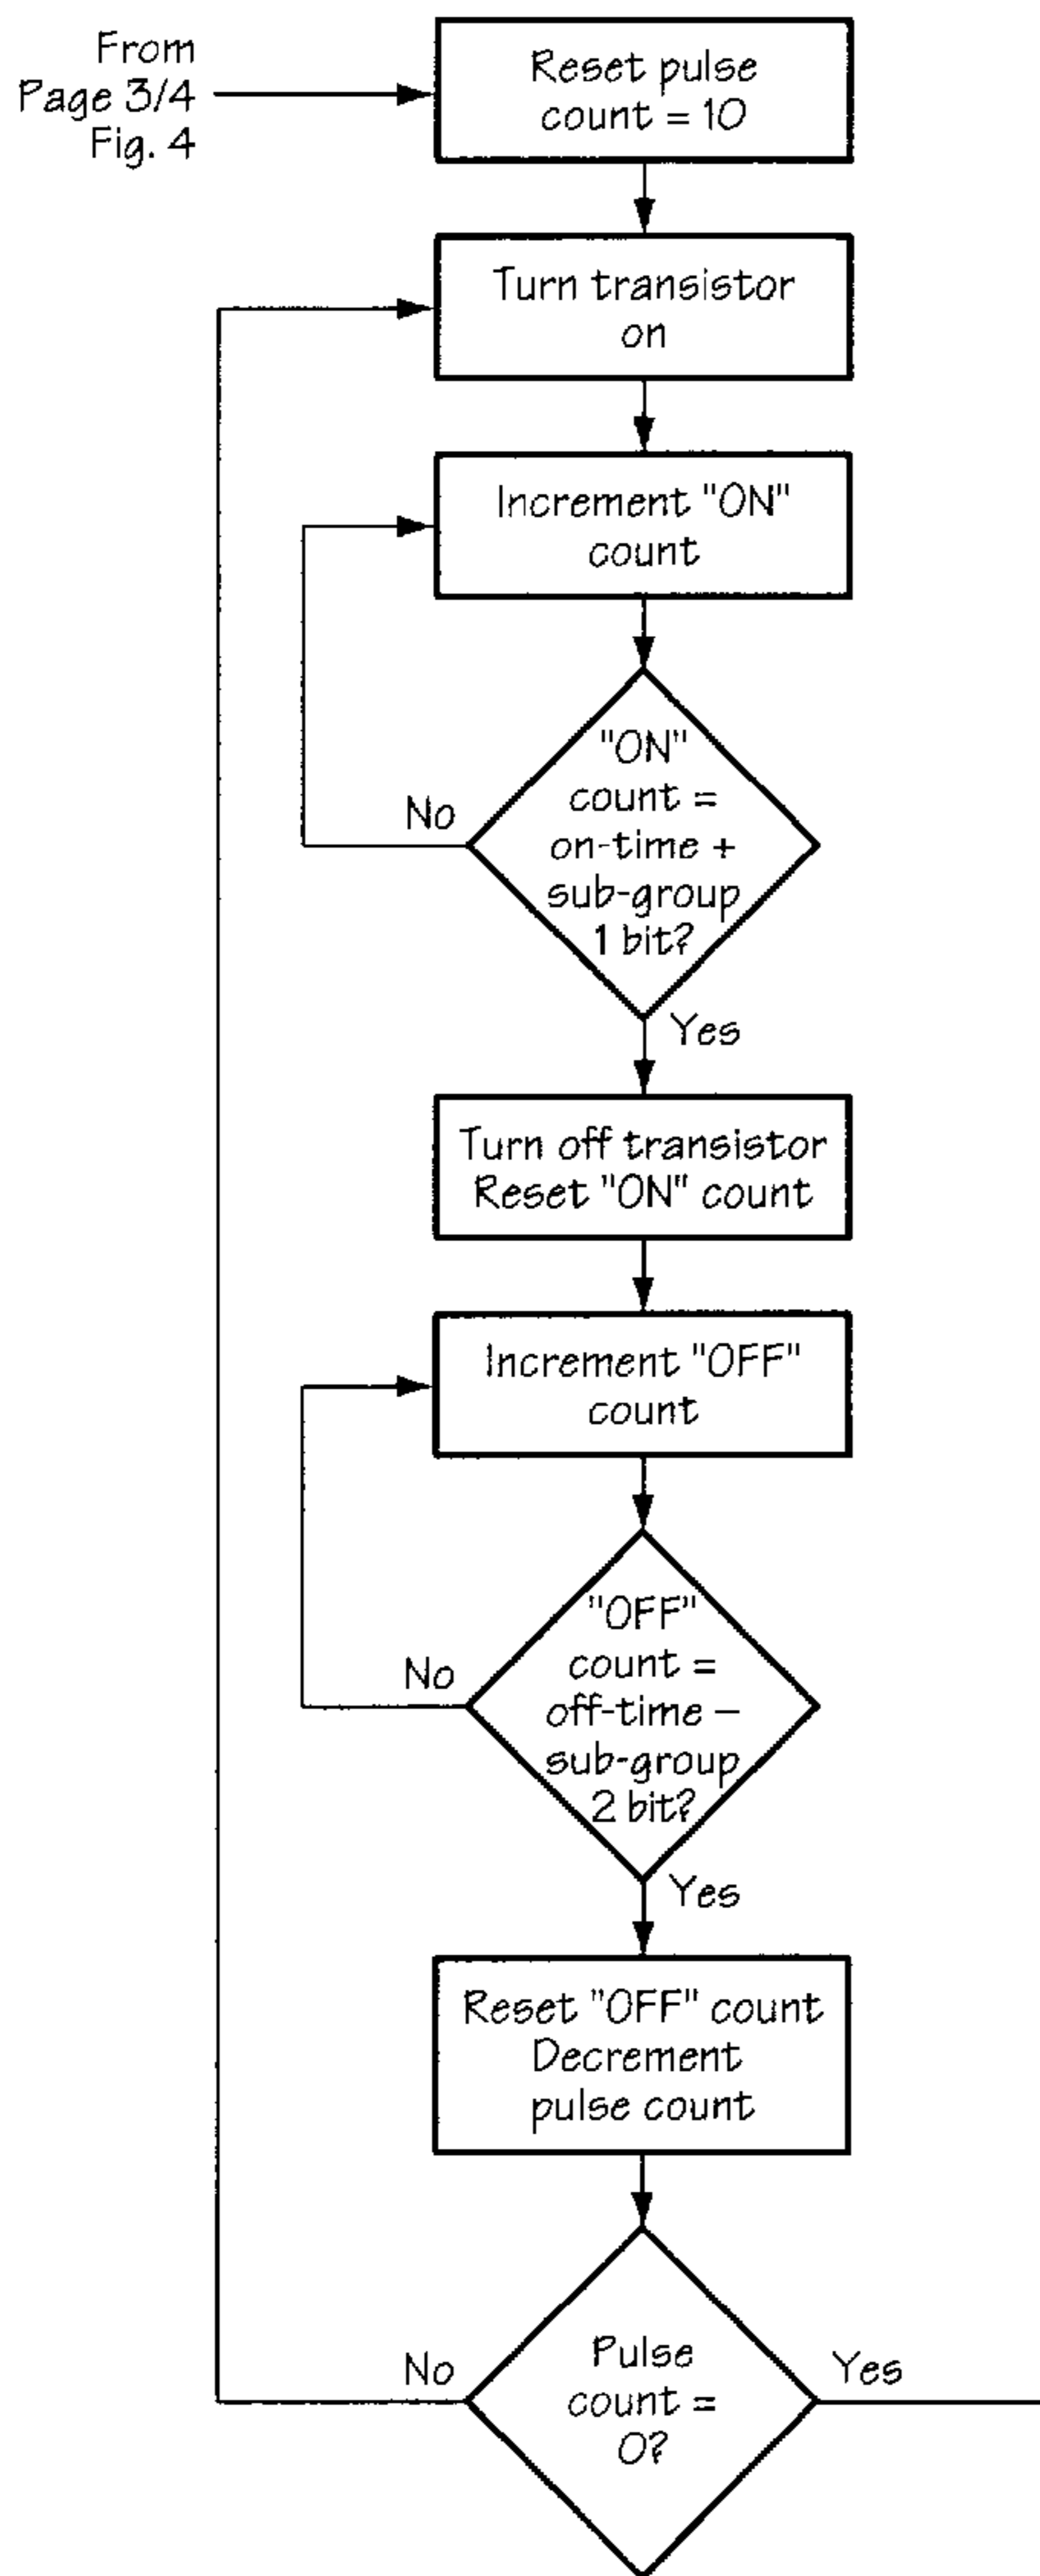 From
Page 3/4
Fig. 4
Reset pulse
count = 10
Turn transistor
on
Increment "ON"
count
"ON"
count =
on-time +
sub-group
1 bit?
No
Yes
Turn off transistor
Reset "ON" count
Increment "OFF"
count
"OFF"
count =
off-time –
sub-group
2 bit?
No
Yes
Reset "OFF" count
Decrement
pulse count
Pulse
count =
0?
No
Yes